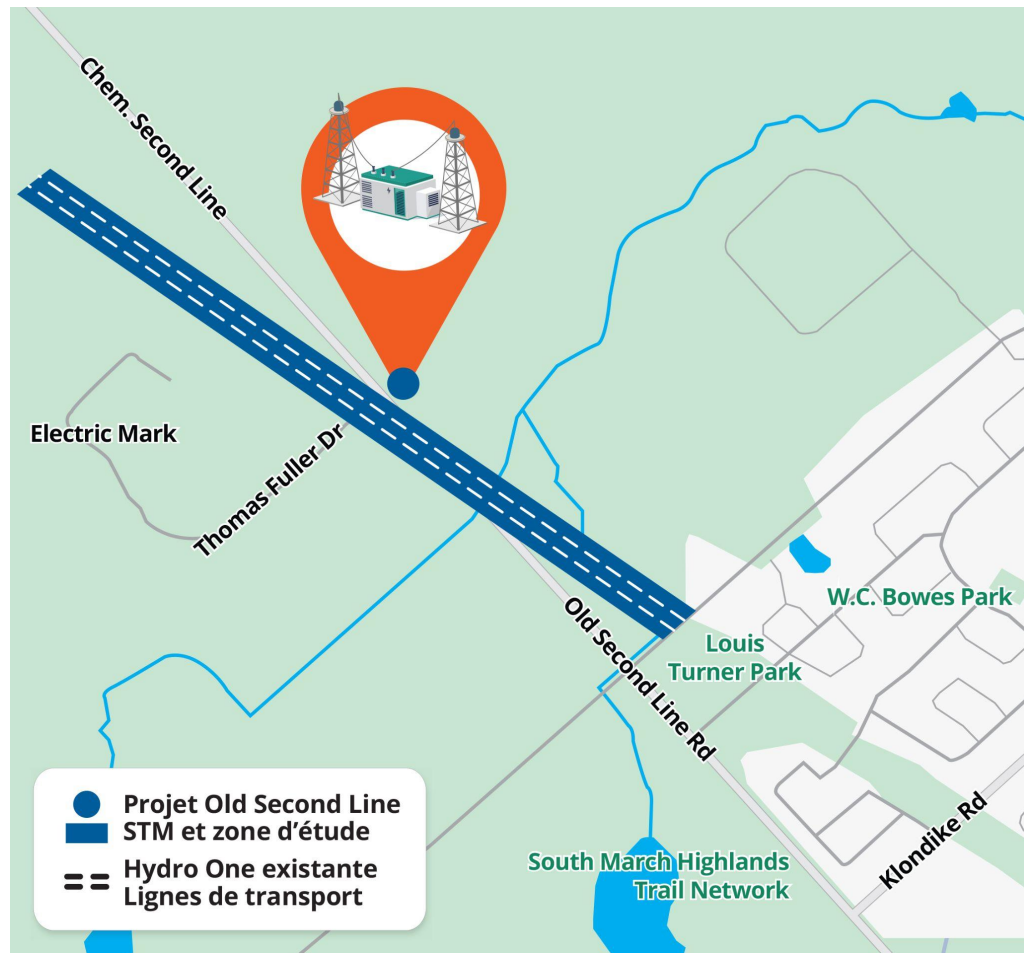 Chem. Second Line
Electric Mark
Thomas Fuller Dr
W.C. Bowes Park
Old Second Line Rd
Louis
Turner Park
Klondike Rd
South March Highlands
Trail Network
Projet Old Second Line
STM et zone d'étude
Hydro One existante
Lignes de transport